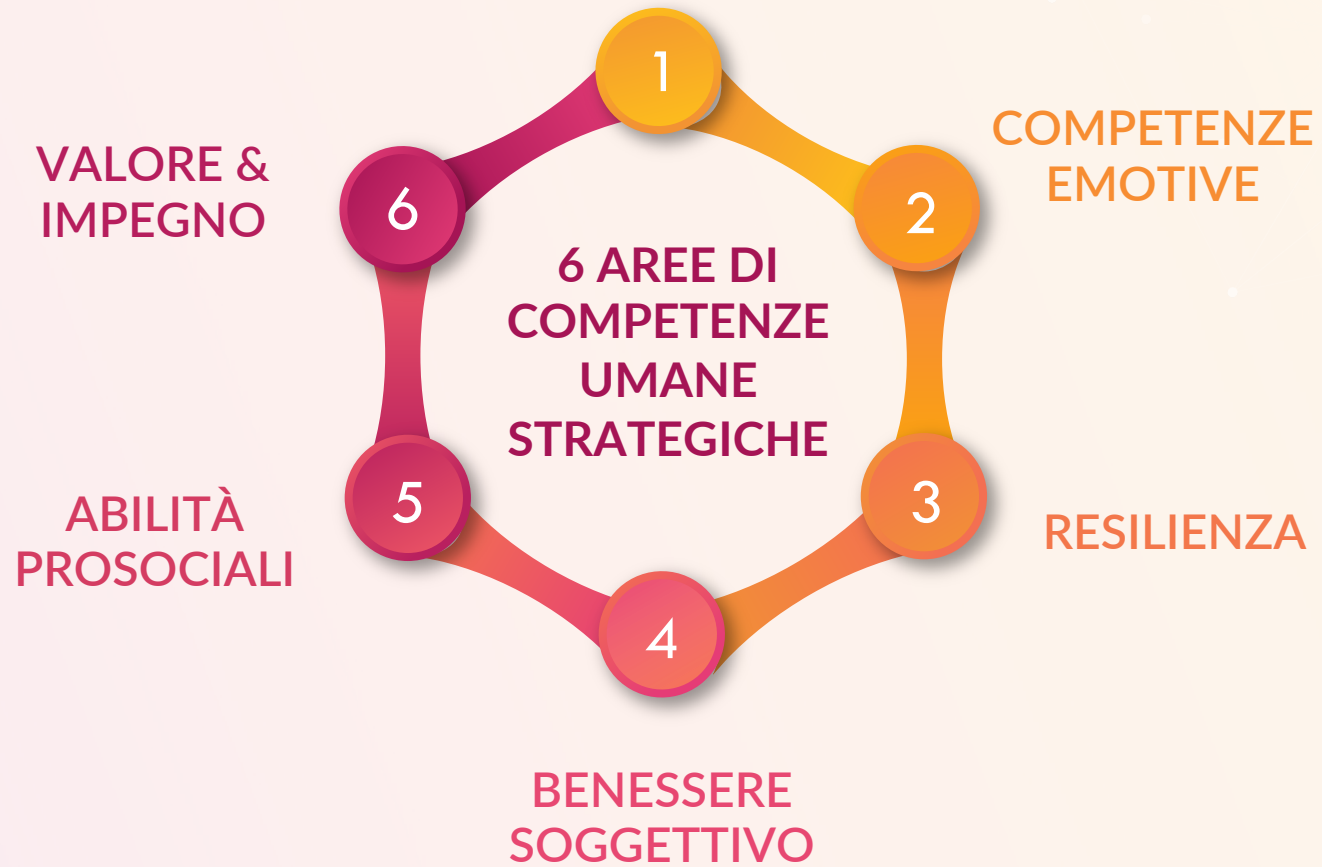 1
COMPETENZE
EMOTIVE
2
VALORE &
IMPEGNO
6
6 AREE DI
COMPETENZE
UMANE
STRATEGICHE
3
RESILIENZA
5
ABILITÀ
PROSOCIALI
4
BENESSERE
SOGGETTIVO